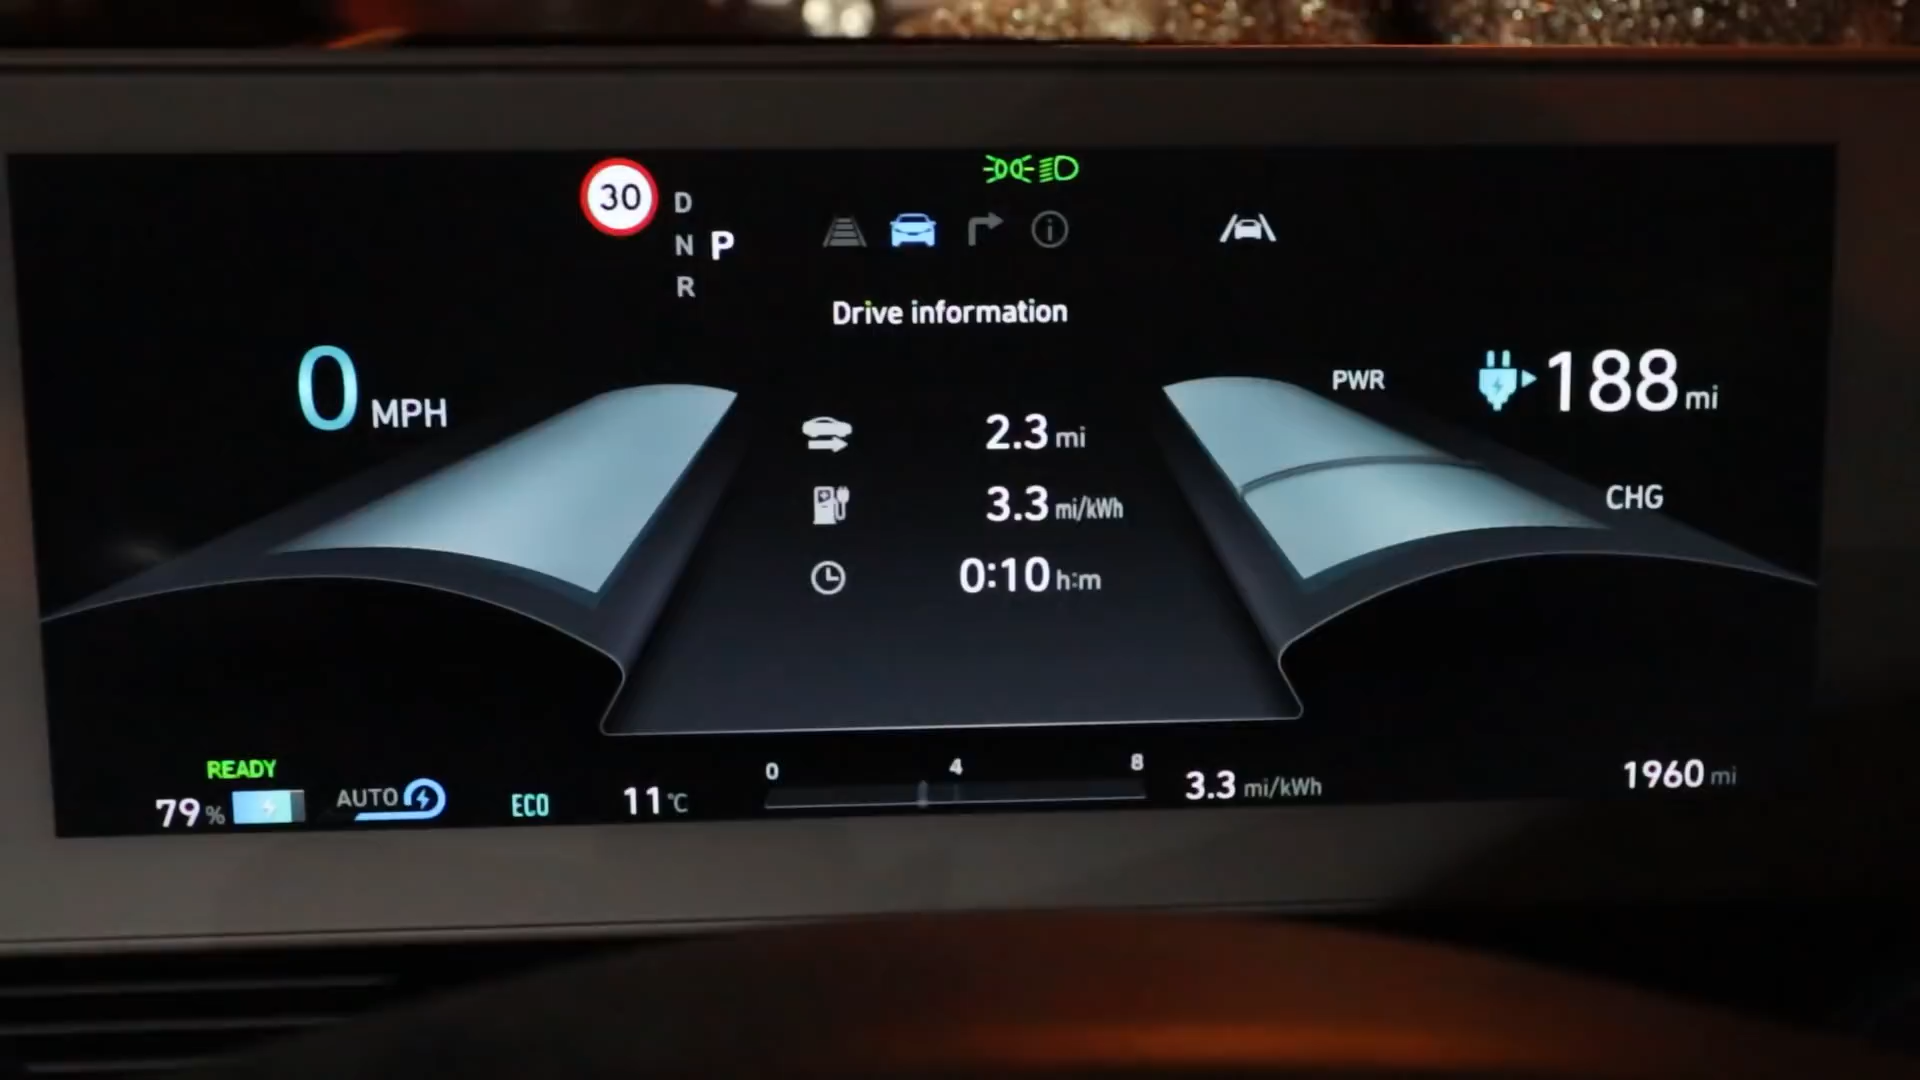 30
D
N P
R
Drive information
0 MPH
PWR
188 mi
2.3 mi
CHG
3.3 mi/kWh
0:10 h:m
READY
79 %
AUTO
ECO
11 °C
0 4 8
3.3 mi/kWh
1960 mi